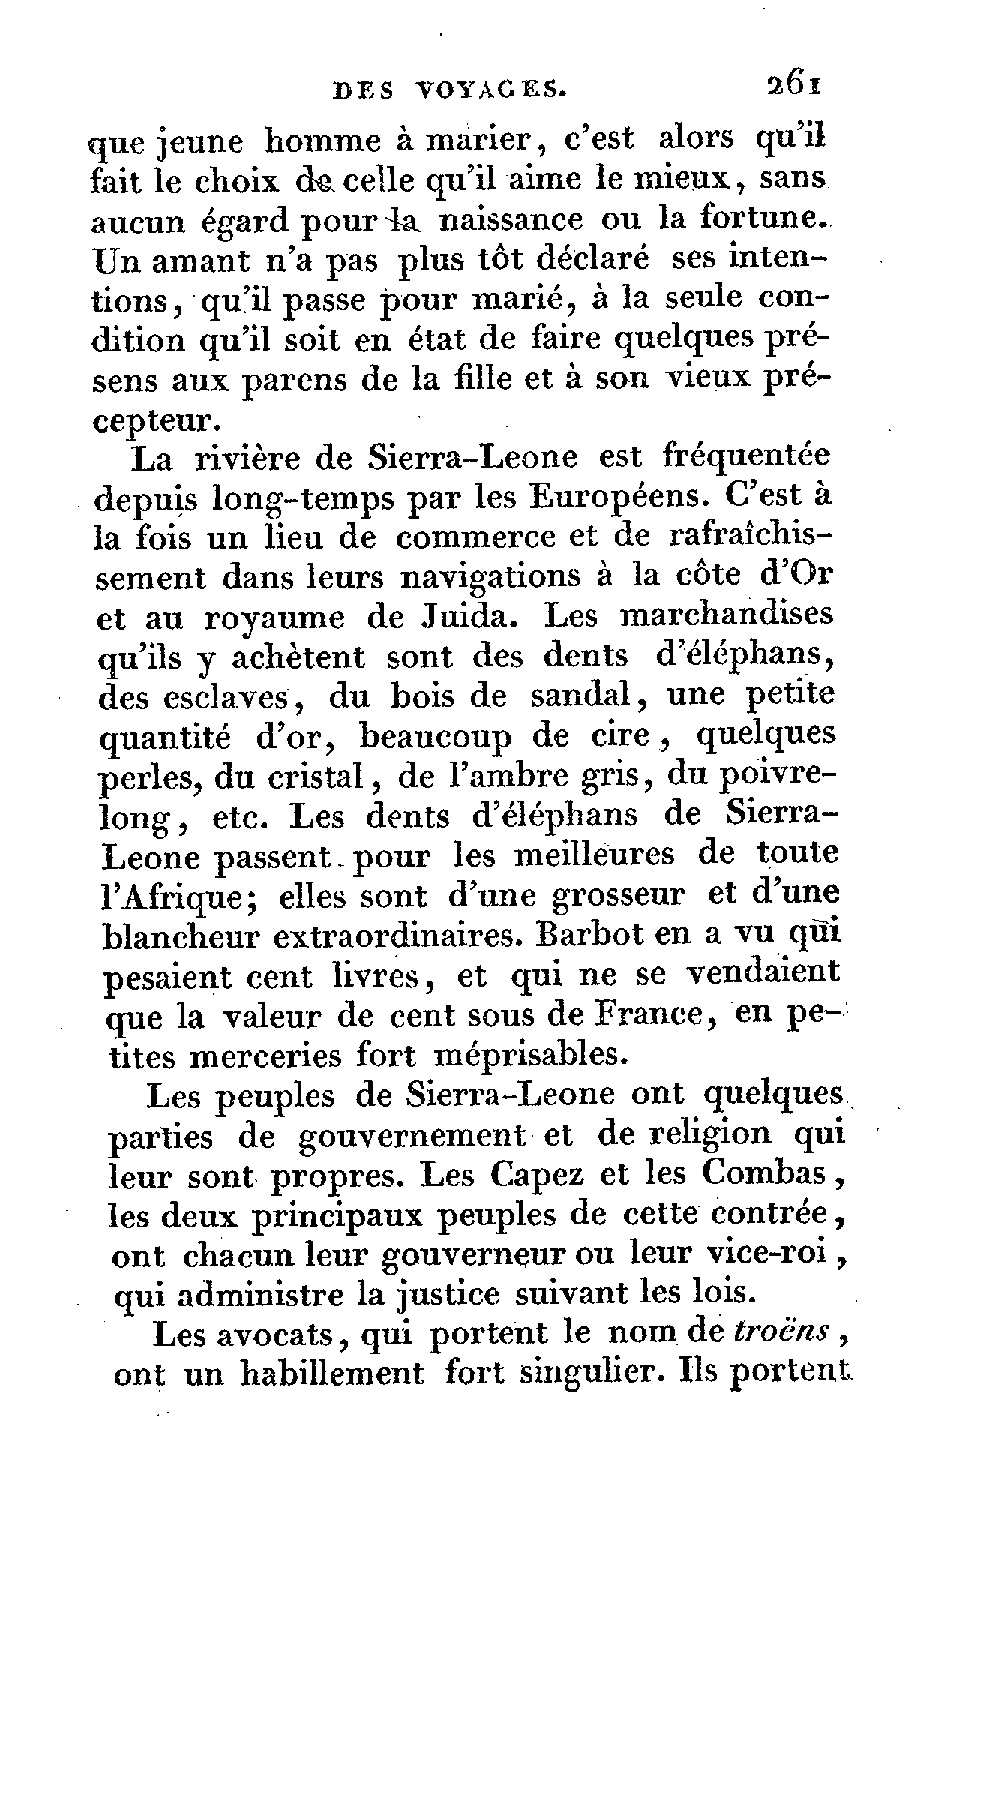 DES VOYAGES. 261
que jeune homme à marier, c'est alors qu'il
fait le choix de celle qu'il aime le mieux, sans
aucun égard pour la naissance ou la fortune.
Un amant n'a pas plus tôt déclaré ses inten-
tions, qu'il passe pour marié, à la seule con-
dition qu'il soit en état de faire quelques pré-
sens aux parens de la fille et à son vieux pré-
cepteur.
La rivière de Sierra-Leone est fréquentée
depuis long-temps par les Européens. C'est à
la fois un lieu de commerce et de rafraîchis-
sement dans leurs navigations à la côte d'Or
et au royaume de Juida. Les marchandises
qu'ils y achètent sont des dents d'éléphans,
des esclaves, du bois de sandal, une petite
quantité d'or, beaucoup de cire, quelques
perles, du cristal, de l'ambre gris, du poivre-
long, etc. Les dents d'éléphans de Sierra-
Leone passent pour les meilleures de toute
l'Afrique; elles sont d'une grosseur et d'une
blancheur extraordinaires. Barbot en a vu qui
pesaient cent livres, et qui ne se vendaient
que la valeur de cent sous de France, en pe-
tites merceries fort méprisables.
Les peuples de Sierra-Leone ont quelques
parties de gouvernement et de religion qui
leur sont propres. Les Capez et les Combas,
les deux principaux peuples de cette contrée,
ont chacun leur gouverneur ou leur vice-roi,
qui administre la justice suivant les lois.
Les avocats, qui portent le nom de troëns,
ont un habillement fort singulier. Ils portent